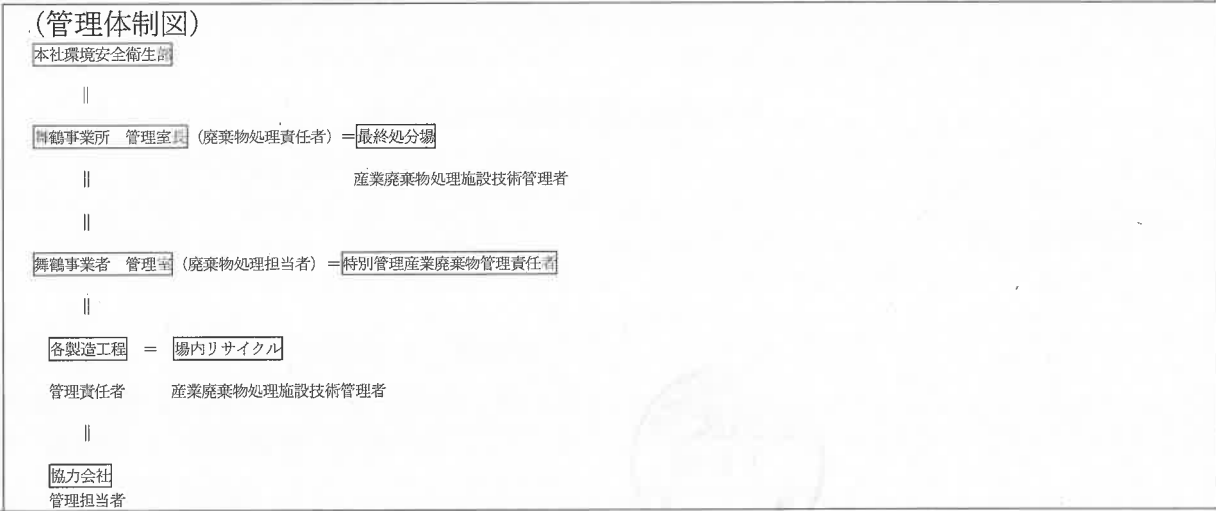 (管理体制図)
本社環境安全衛生部
||
舞鶴事業所 管理室長 (廃棄物処理責任者) =最終処分場
|| 産業廃棄物処理施設技術管理者
||
舞鶴事業者 管理室 (廃棄物処理担当者) =特別管理産業廃棄物管理責任者
||
各製造工程 = 場内リサイクル
管理責任者 産業廃棄物処理施設技術管理者
||
協力会社
管理担当者